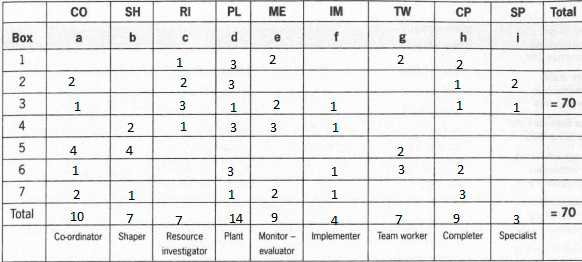 CO SH RI PL ME IM TW CP SP Total
Box a b c d e f g h i
1 1 3 2 2 2
2 2 2 3 1 2
3 1 3 1 2 1 1 1 = 70
4 2 1 3 3 1
5 4 4 2
6 1 3 1 3 2
7 2 1 1 2 1 3
Total 10 7 7 14 9 4 7 9 3 = 70
Co-ordinator Shaper Resource Plant Monitor – Implementer Team worker Completer Specialist
investigator evaluator